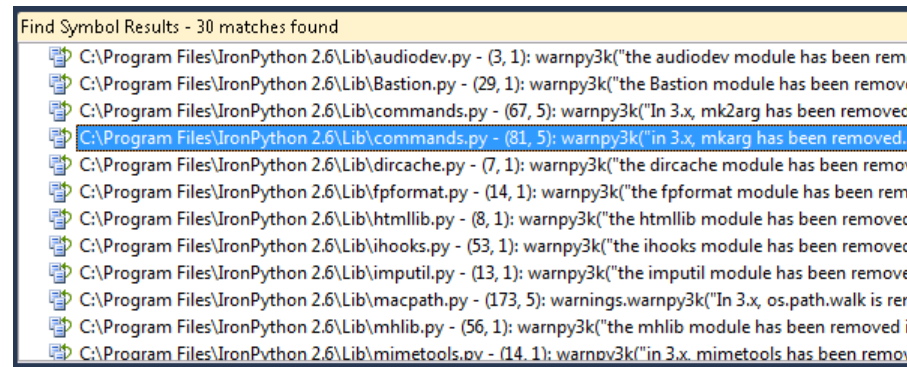 Find Symbol Results - 30 matches found
C:\Program Files\IronPython 2.6\Lib\audiodev.py - (3, 1): warnpy3k("the audiodev module has been rem
C:\Program Files\IronPython 2.6\Lib\Bastion.py - (29, 1): warnpy3k("the Bastion module has been remove
C:\Program Files\IronPython 2.6\Lib\commands.py - (67, 5): warnpy3k("In 3.x, mk2arg has been removed
C:\Program Files\IronPython 2.6\Lib\commands.py - (81, 5): warnpy3k("in 3.x, mkarg has been removed.
C:\Program Files\IronPython 2.6\Lib\dircache.py - (7, 1): warnpy3k("the dircache module has been remov
C:\Program Files\IronPython 2.6\Lib\fpformat.py - (14, 1): warnpy3k("the fpformat module has been rem
C:\Program Files\IronPython 2.6\Lib\htmllib.py - (8, 1): warnpy3k("the htmllib module has been removed
C:\Program Files\IronPython 2.6\Lib\ihooks.py - (53, 1): warnpy3k("the ihooks module has been removed
C:\Program Files\IronPython 2.6\Lib\imputil.py - (13, 1): warnpy3k("the imputil module has been remove
C:\Program Files\IronPython 2.6\Lib\macpath.py - (173, 5): warnings.warnpy3k("In 3.x, os.path.walk is rer
C:\Program Files\IronPython 2.6\Lib\mhlib.py - (56, 1): warnpy3k("the mhlib module has been removed i
C:\Program Files\IronPython 2.6\Lib\mimetools.py - (14, 1): warnpy3k("in 3.x, mimetools has been remov